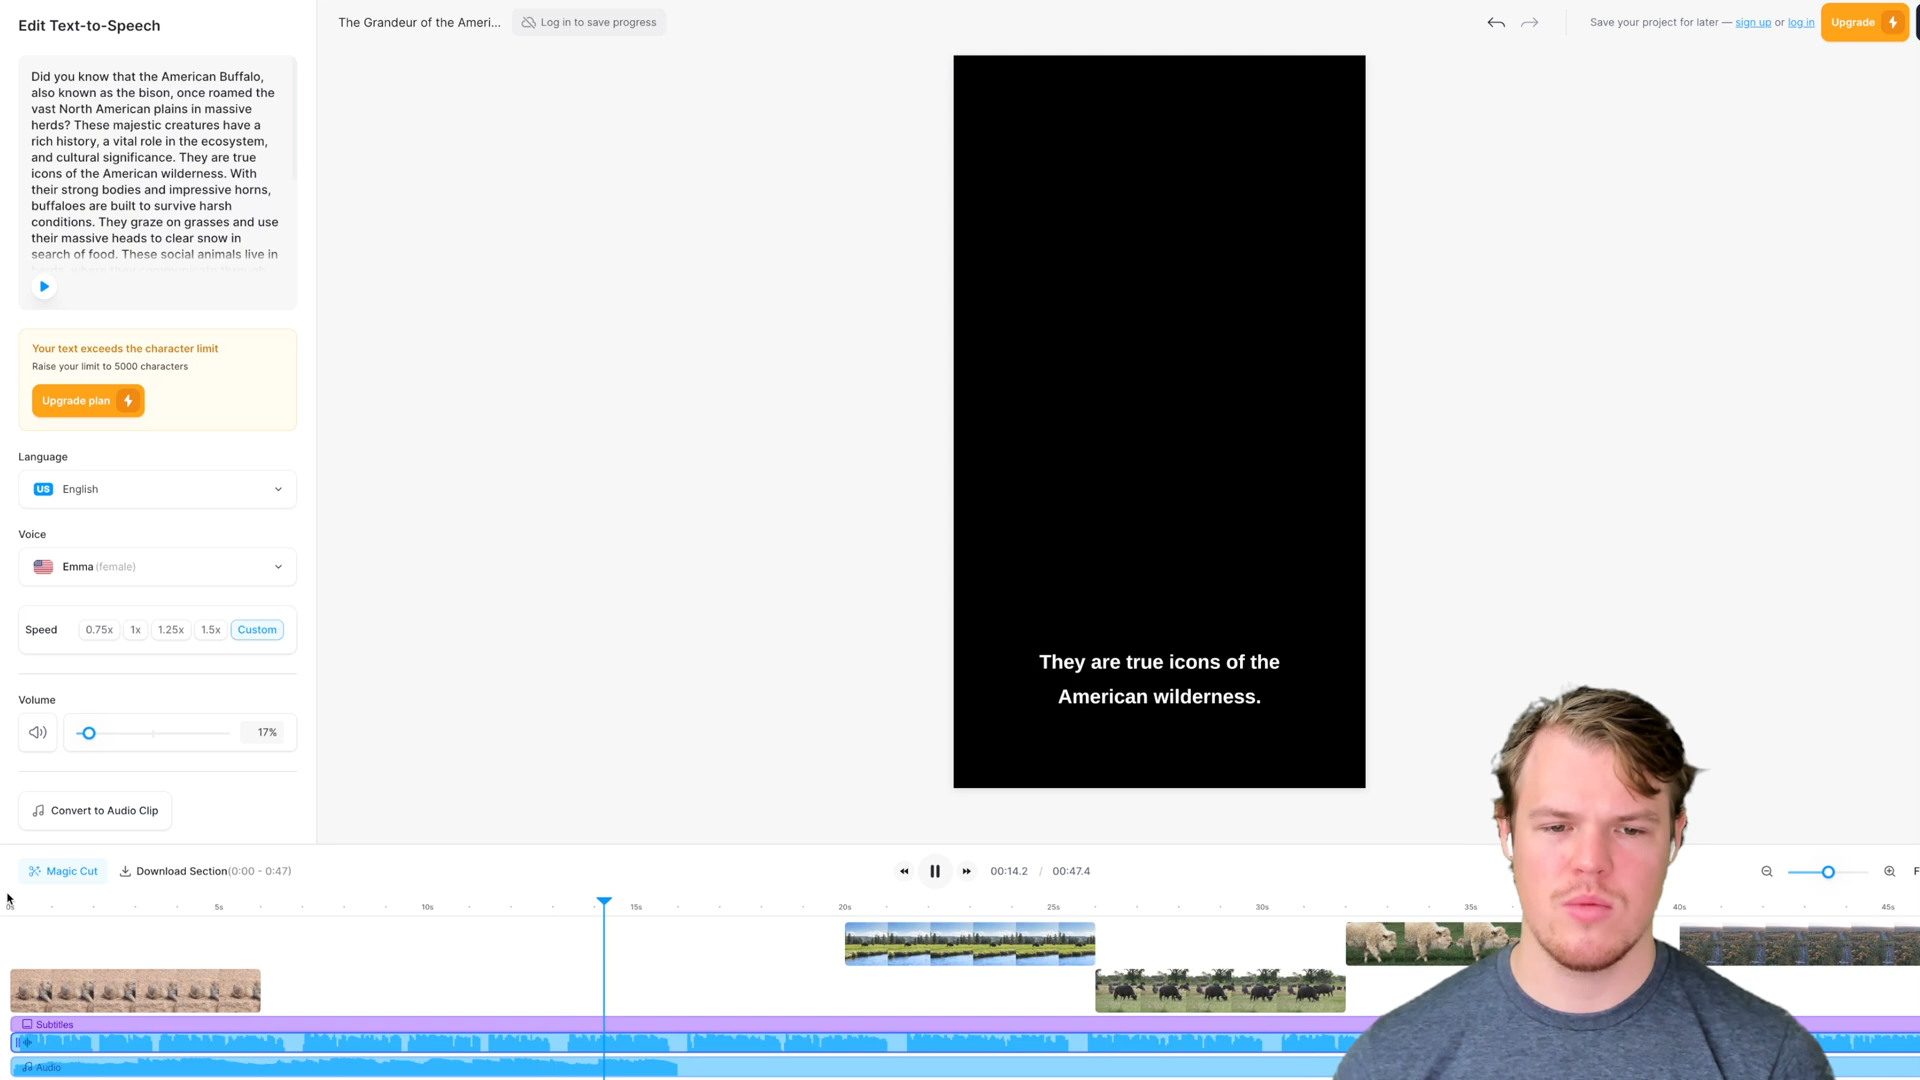 Edit Text-to-Speech
The Grandeur of the Ameri...
Log in to save progress
Save your project for later — sign up or log in
Upgrade
Did you know that the American Buffalo,
also known as the bison, once roamed the
vast North American plains in massive
herds? These majestic creatures have a
rich history, a vital role in the ecosystem,
and cultural significance. They are true
icons of the American wilderness. With
their strong bodies and impressive horns,
buffaloes are built to survive harsh
conditions. They graze on grasses and use
their massive heads to clear snow in
search of food. These social animals live in
Your text exceeds the character limit
Raise your limit to 5000 characters
Upgrade plan
Language
US English
Voice
Emma (female)
Speed 0.75x 1x 1.25x 1.5x Custom
Volume
17%
Convert to Audio Clip
They are true icons of the
American wilderness.
Magic Cut
Download Section(0:00 - 0:47)
00:14.2 / 00:47.4
0s 5s 10s 15s 20s 25s 30s 35s 40s 45s
Subtitles
Audio